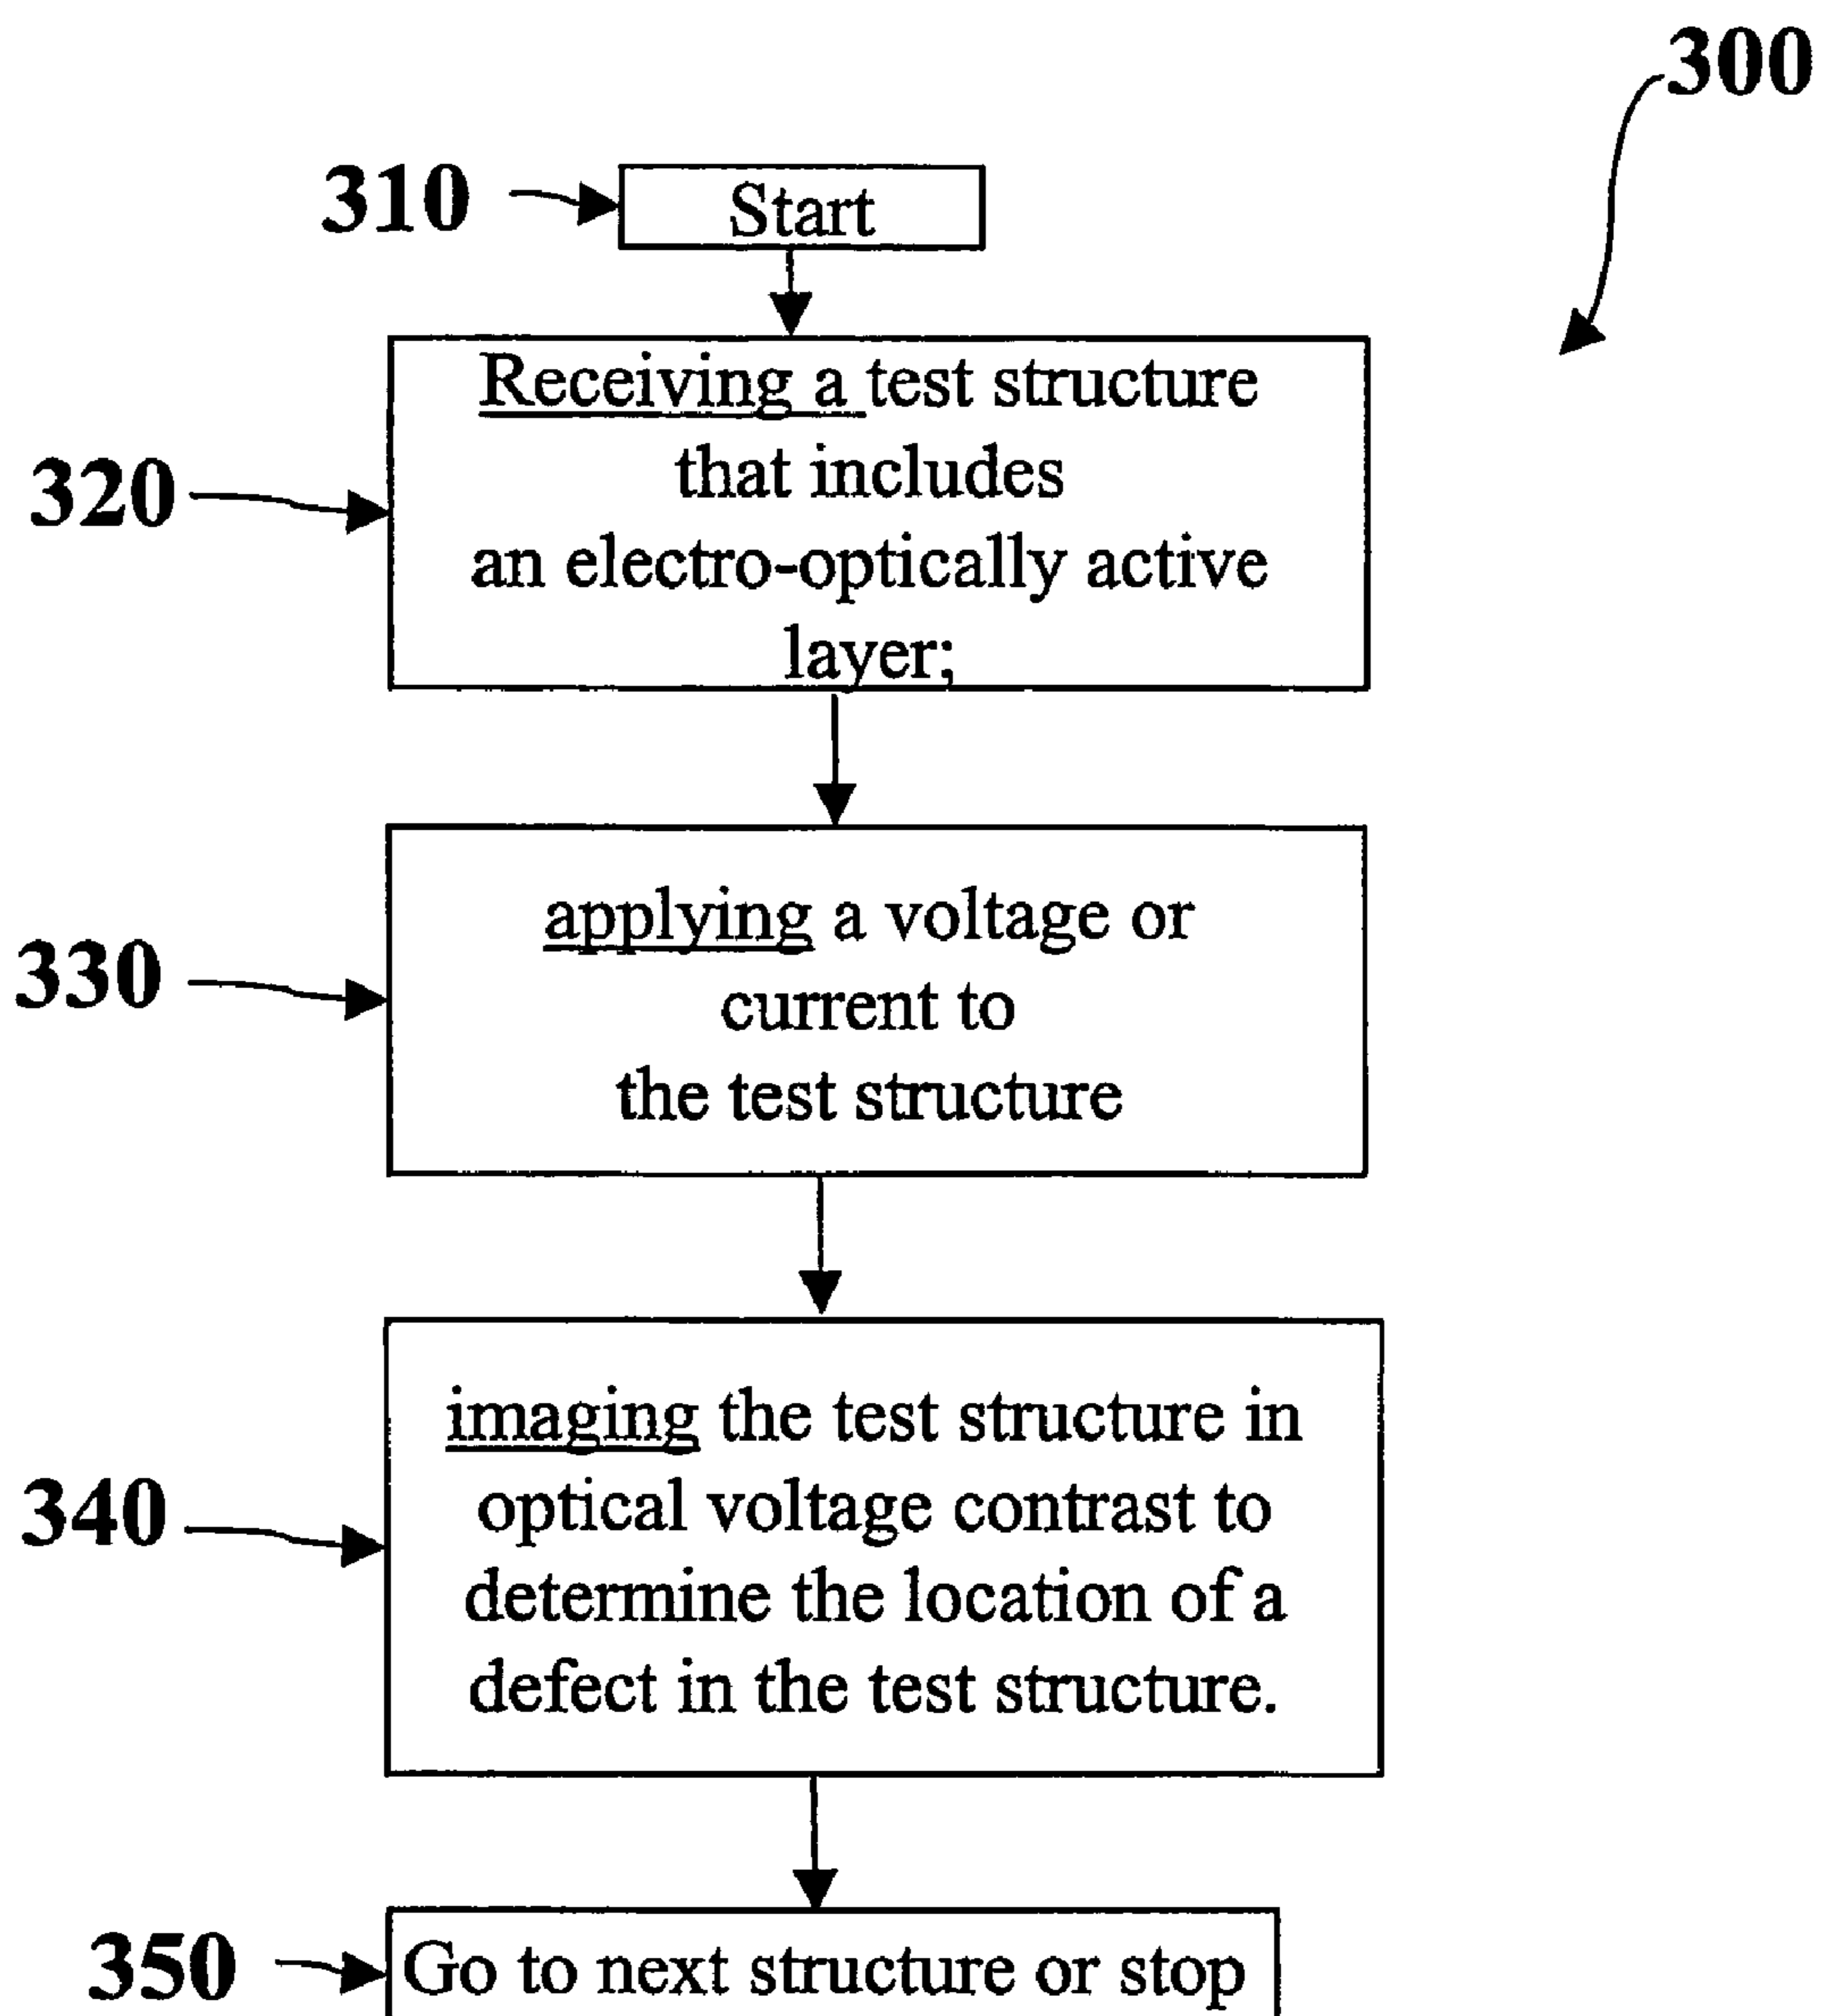 300
310
Start
Receiving a test structure
that includes
an electro-optically active
layer;
320
applying a voltage or
current to
the test structure
330
imaging the test structure in
optical voltage contrast to
determine the location of a
defect in the test structure.
340
350
Go to next structure or stop